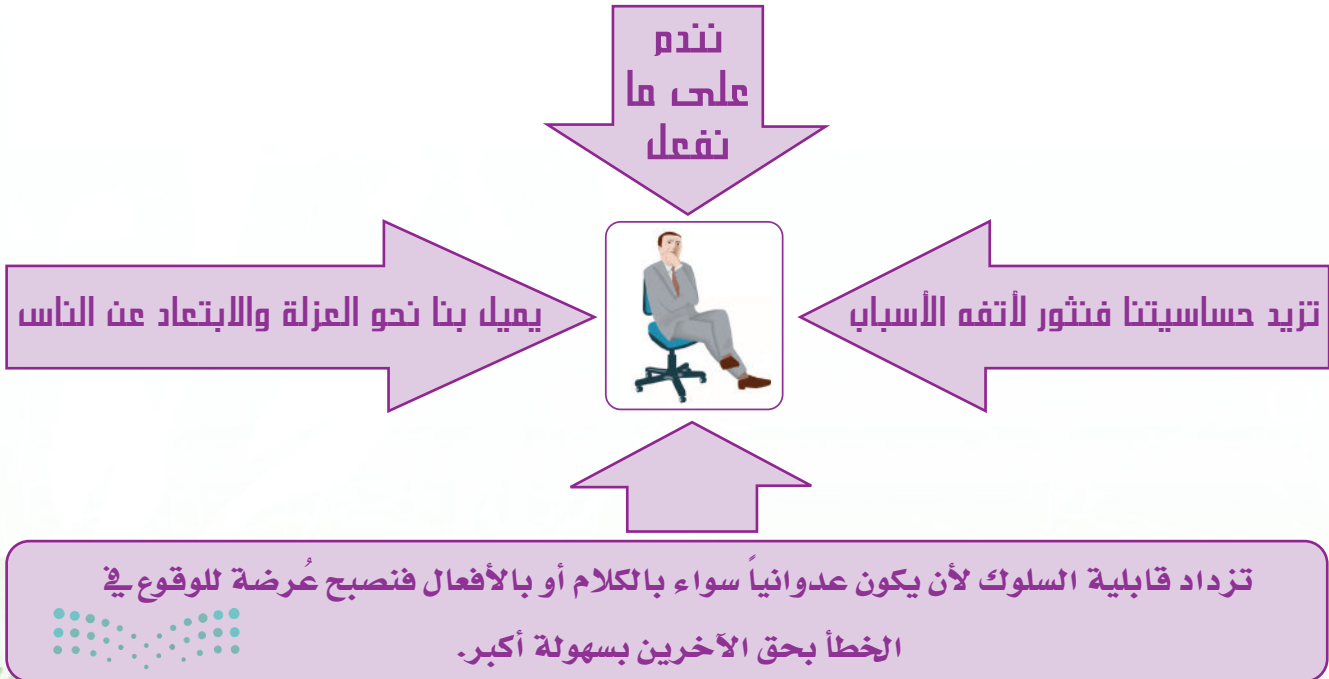 نندم
على ما
نفعل
تزيد حساسيتنا فنثور لأتفه الأسباب
يميل بنا نحو العزلة والابتعاد عن الناس
تزداد قابلية السلوك لأن يكون عدوانياً سواء بالكلام أو بالأفعال فنصبح عُرضة للوقوع في
الخطأ بحق الآخرين بسهولة أكبر.